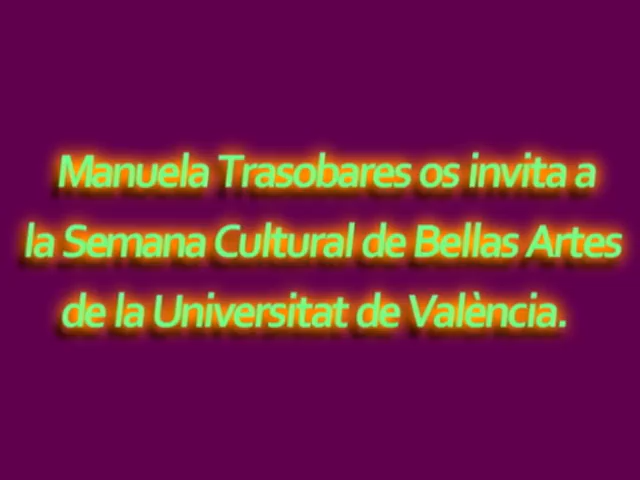 Manuela Trasobares os invita a
la Semana Cultural de Bellas Artes
de la Universitat de València.